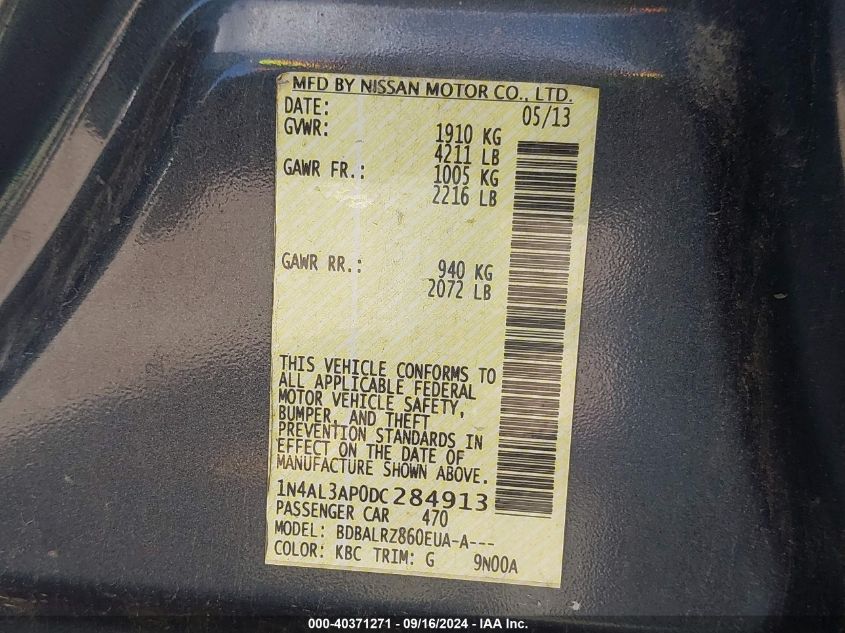 MFD BY NISSAN MOTOR CO., LTD.
DATE: 05/13
GVWR: 1910 KG
4211 LB
GAWR FR.: 1005 KG
2216 LB
GAWR RR.: 940 KG
2072 LB
THIS VEHICLE CONFORMS TO
ALL APPLICABLE FEDERAL
MOTOR VEHICLE SAFETY,
BUMPER, AND THEFT
PREVENTION STANDARDS IN
EFFECT ON THE DATE OF
MANUFACTURE SHOWN ABOVE.
1N4AL3AP0DC284913
PASSENGER CAR 470
MODEL: BDBALRZ860EUA-A---
COLOR: KBC TRIM: G 9N00A
000-40371271 - 09/16/2024 - IAA Inc.